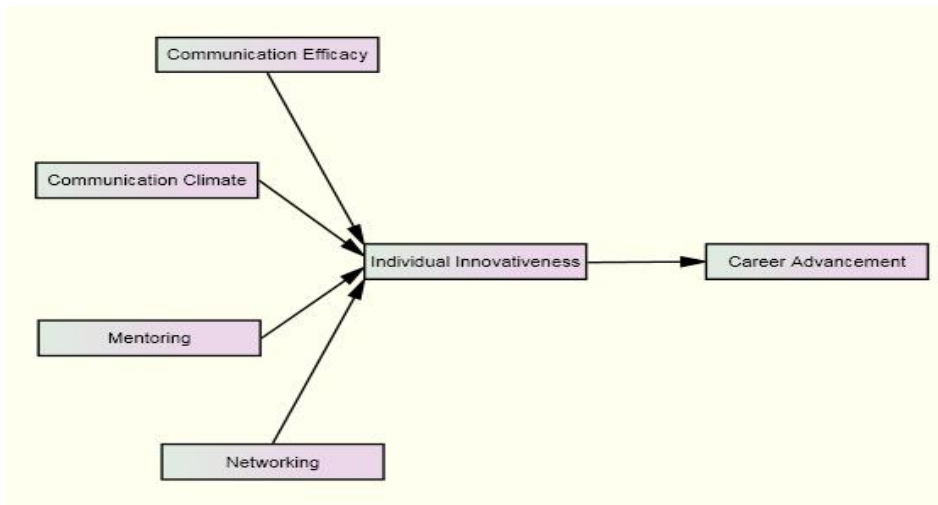 Communication Efficacy
Communication Climate
Individual Innovativeness
Career Advancement
Mentoring
Networking